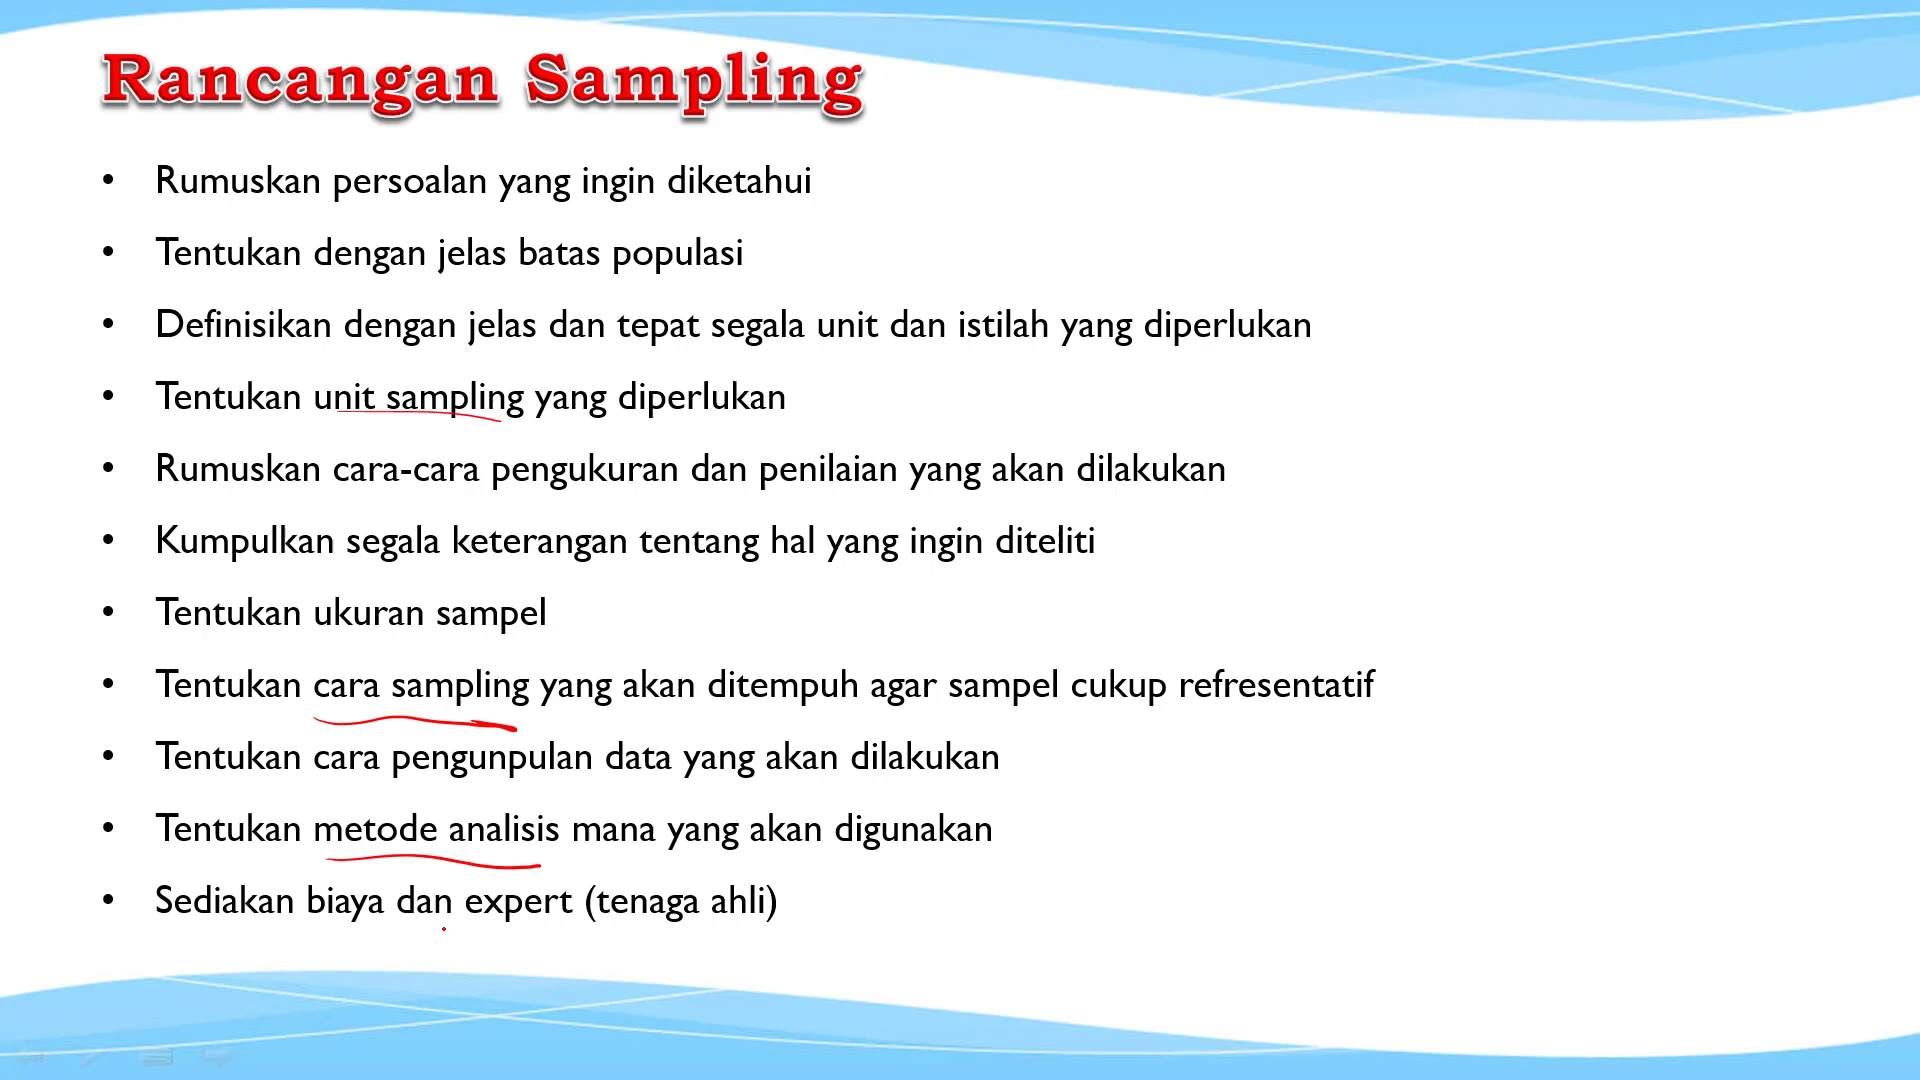 Rancangan Sampling
• Rumuskan persoalan yang ingin diketahui
• Tentukan dengan jelas batas populasi
• Definisikan dengan jelas dan tepat segala unit dan istilah yang diperlukan
• Tentukan unit sampling yang diperlukan
• Rumuskan cara-cara pengukuran dan penilaian yang akan dilakukan
• Kumpulkan segala keterangan tentang hal yang ingin diteliti
• Tentukan ukuran sampel
• Tentukan cara sampling yang akan ditempuh agar sampel cukup refresentatif
• Tentukan cara pengunpulan data yang akan dilakukan
• Tentukan metode analisis mana yang akan digunakan
• Sediakan biaya dan expert (tenaga ahli)